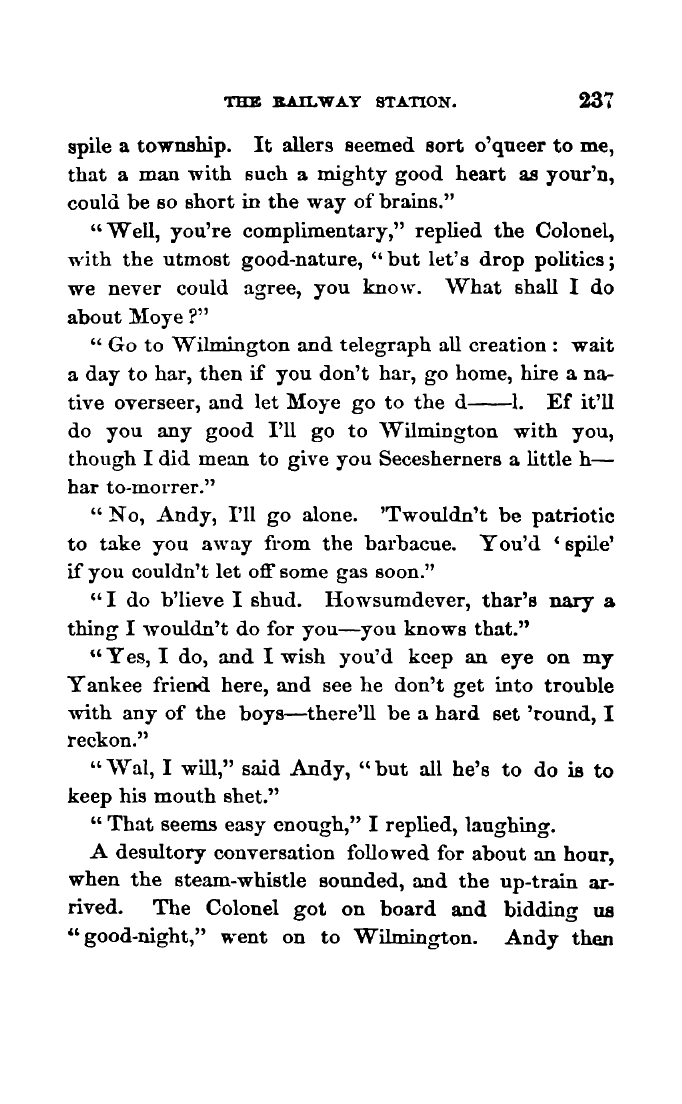 THE RAILWAY STATION. 237
spile a township. It allers seemed sort o'queer to me,
that a man with such a mighty good heart as your'n,
could be so short in the way of brains."
"Well, you're complimentary," replied the Colonel,
with the utmost good-nature, "but let's drop politics;
we never could agree, you know. What shall I do
about Moye?"
"Go to Wilmington and telegraph all creation: wait
a day to har, then if you don't har, go home, hire a na-
tive overseer, and let Moye go to the d——l. Ef it'll
do you any good I'll go to Wilmington with you,
though I did mean to give you Secesherners a little h—
har to-morrer."
"No, Andy, I'll go alone. 'Twouldn't be patriotic
to take you away from the barbacue. You'd 'spile'
if you couldn't let off some gas soon."
"I do b'lieve I shud. Howsumdever, thar's nary a
thing I wouldn't do for you—you knows that."
"Yes, I do, and I wish you'd keep an eye on my
Yankee friend here, and see he don't get into trouble
with any of the boys—there'll be a hard set 'round, I
reckon."
"Wal, I will," said Andy, "but all he's to do is to
keep his mouth shet."
"That seems easy enough," I replied, laughing.
A desultory conversation followed for about an hour,
when the steam-whistle sounded, and the up-train ar-
rived. The Colonel got on board and bidding us
"good-night," went on to Wilmington. Andy then